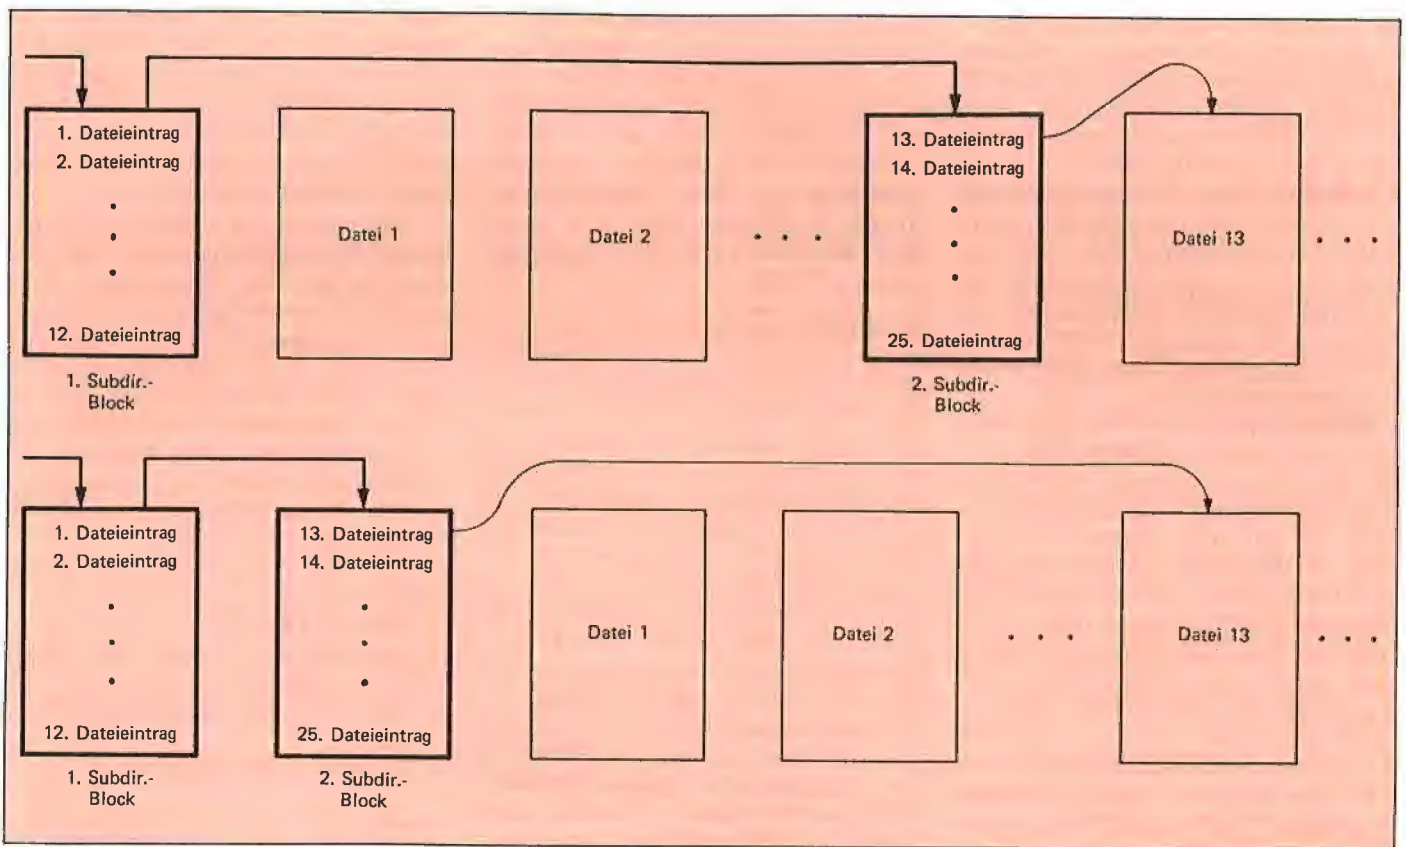 1. Dateieintrag
2. Dateieintrag
.
.
.
12. Dateieintrag
1. Subdir.-
Block
Datei 1
Datei 2
. . .
13. Dateieintrag
14. Dateieintrag
.
.
.
25. Dateieintrag
2. Subdir.-
Block
Datei 13
. . .
1. Dateieintrag
2. Dateieintrag
.
.
.
12. Dateieintrag
1. Subdir.-
Block
13. Dateieintrag
14. Dateieintrag
.
.
.
25. Dateieintrag
2. Subdir.-
Block
Datei 1
Datei 2
. . .
Datei 13
. . .